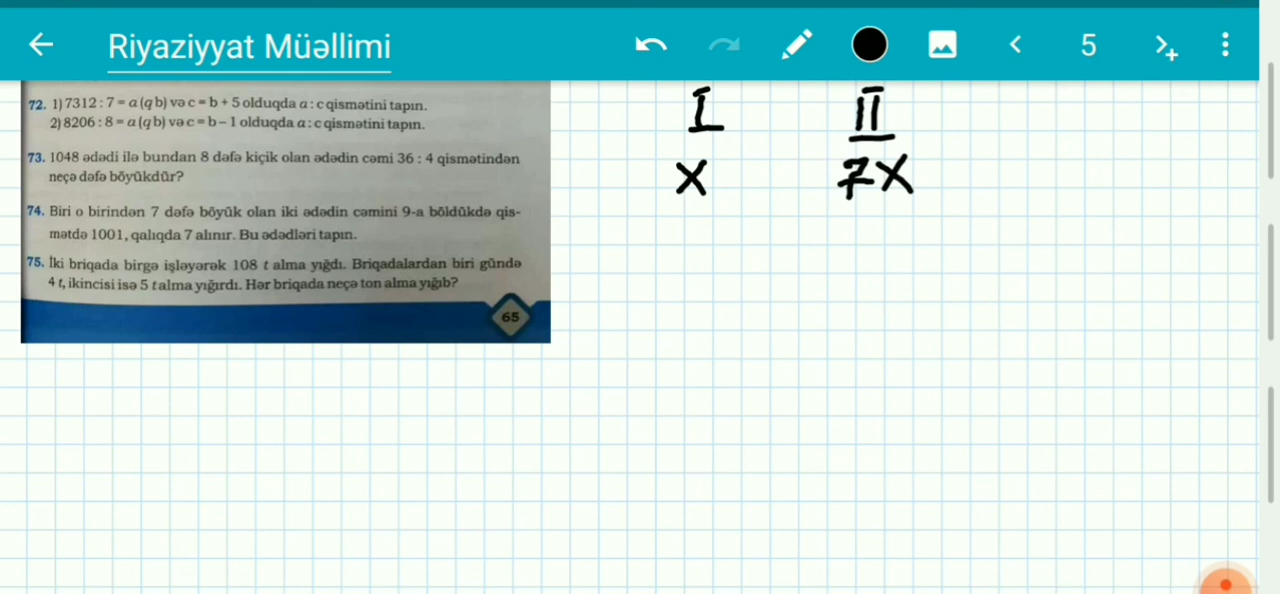 Riyaziyyat Müəllimi
5
72. 1) 7312 : 7 = a (q b) və c = b + 5 olduqda a : c qismətini tapın.
2) 8206 : 8 = a (q b) və c = b – 1 olduqda a : c qismətini tapın.
73. 1048 ədədi ilə bundan 8 dəfə kiçik olan ədədin cəmi 36 : 4 qismətindən
neçə dəfə böyükdür?
74. Biri o birindən 7 dəfə böyük olan iki ədədin cəmini 9-a böldükdə qis-
mətdə 1001, qalıqda 7 alınır. Bu ədədləri tapın.
75. İki briqada birgə işləyərək 108 t alma yığdı. Briqadalardan biri gündə
4 t, ikincisi isə 5 t alma yığırdı. Hər briqada neçə ton alma yığıb?
65
I II
x 7x